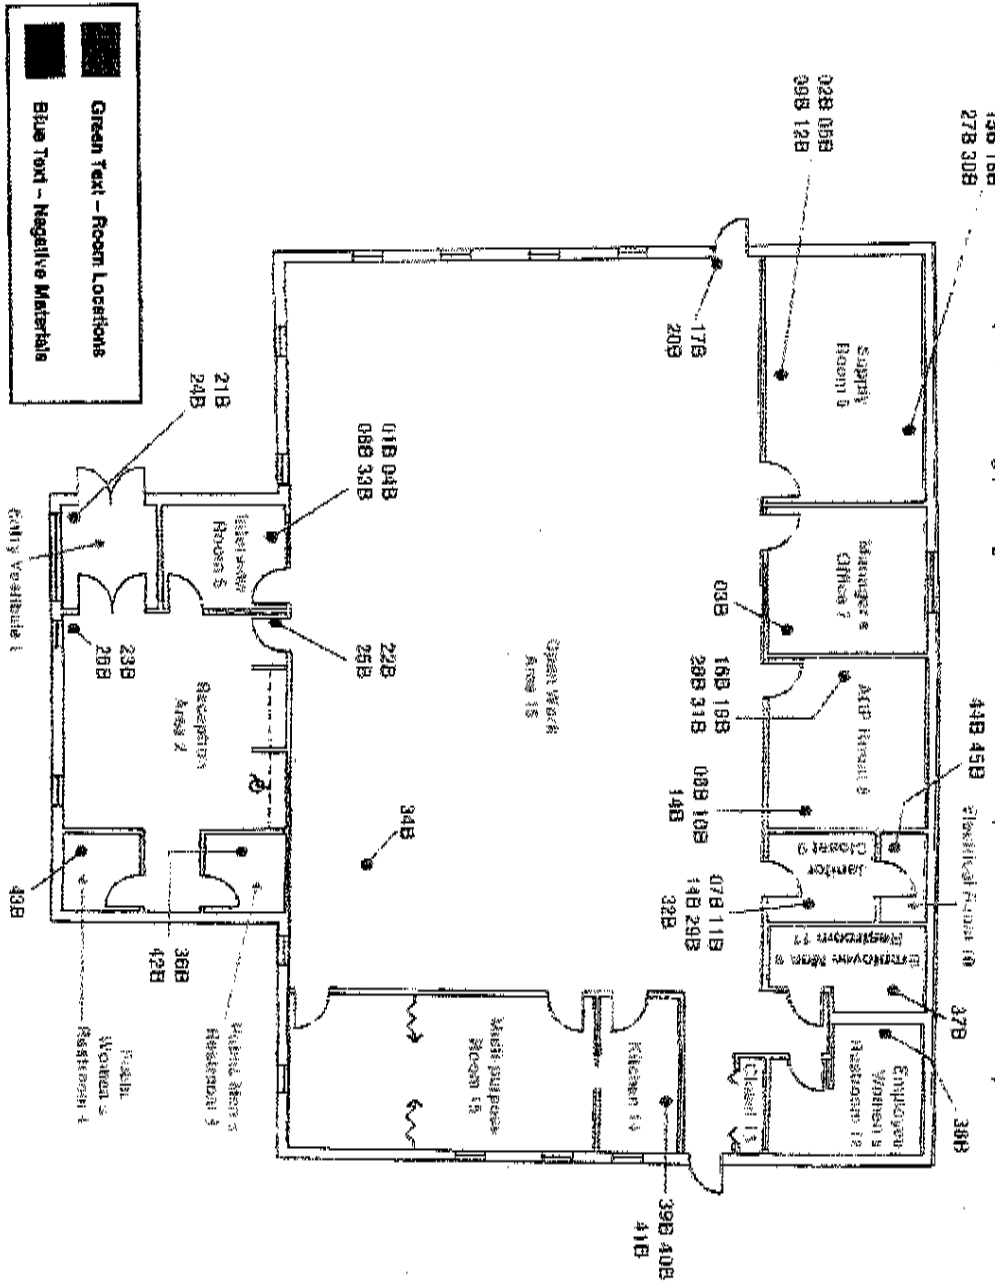 Green Text – Room Locations
Blue Text – Negative Materials
02B 05B
09B 12B
27B 30B
17B
20B
Supply
Room 6
21B
24B
01B 04B
08B 33B
Interview
Room 5
Entry Vestibule 1
Manager's
Office 7
03B
22B
25B
23B
26B
Reception
Area 2
Open Work
Area 16
16B 19B
28B 31B
ADP Room 8
06B 10B
14B
44B 45B
Electrical Room 10
Janitor
Closet 9
07B 11B
14B 29B
32B
34B
43B
36B
42B
Employee Men's
Restroom 11
37B
Public
Women's
Restroom 4
Public Men's
Restroom 3
Multi-purpose
Room 15
Kitchen 14
Closet 13
Employee
Women's
Restroom 12
38B
39B 40B
41B